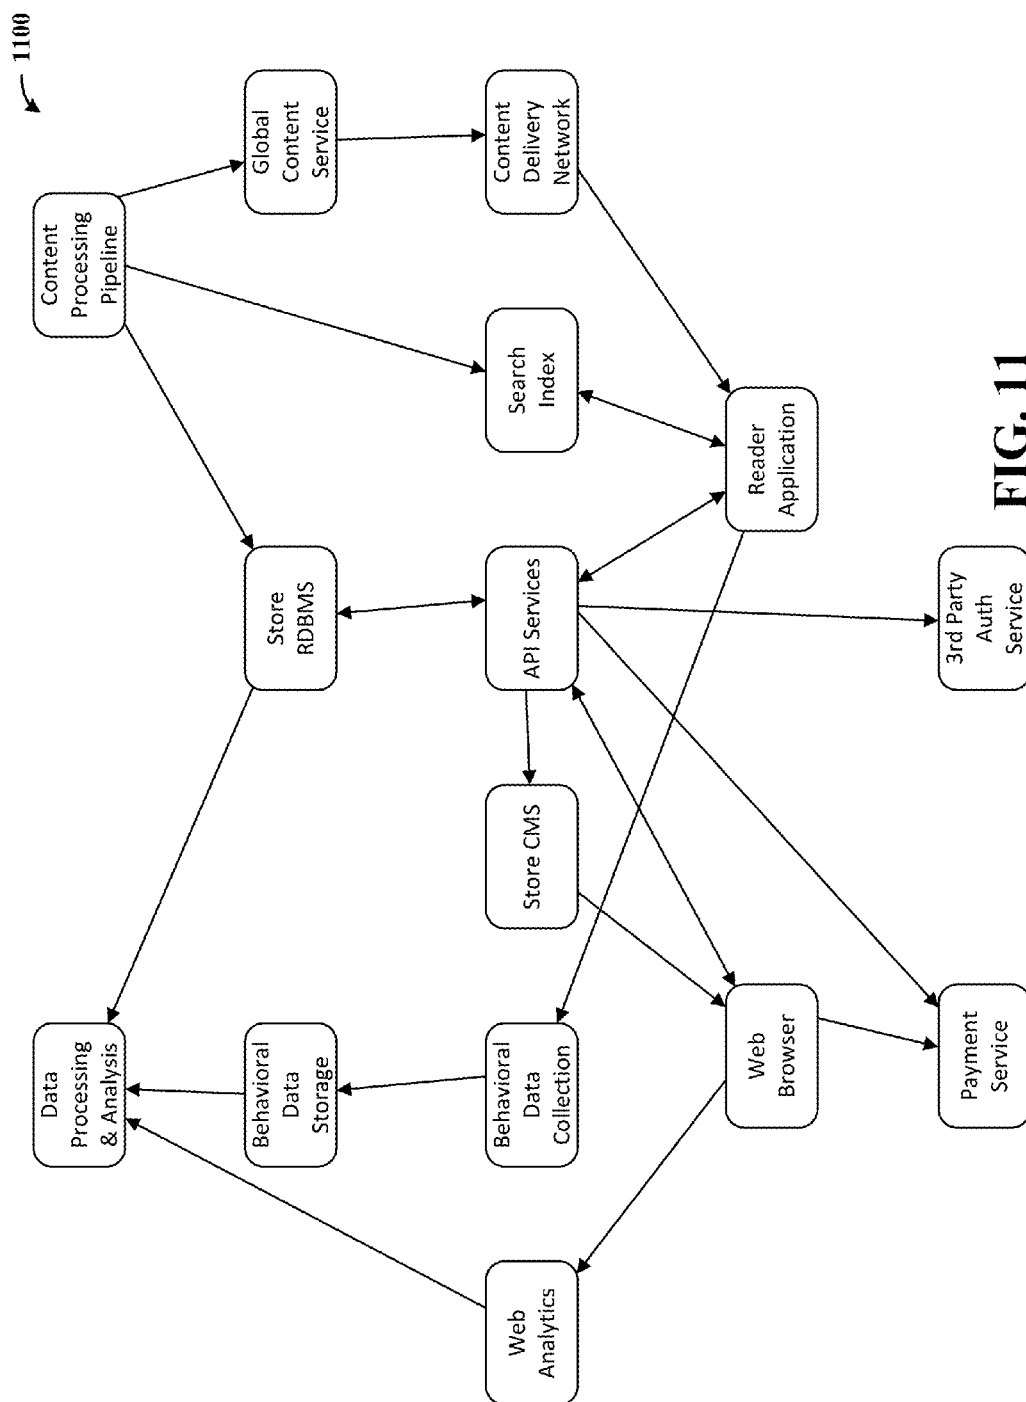 1100
Data
Processing
& Analysis
Content
Processing
Pipeline
Behavioral
Data
Storage
Store
RDBMS
Global
Content
Service
Web
Analytics
Behavioral
Data
Collection
Store CMS
API Services
Search
Index
Content
Delivery
Network
Web
Browser
Reader
Application
Payment
Service
3rd Party
Auth
Service
FIG. 11